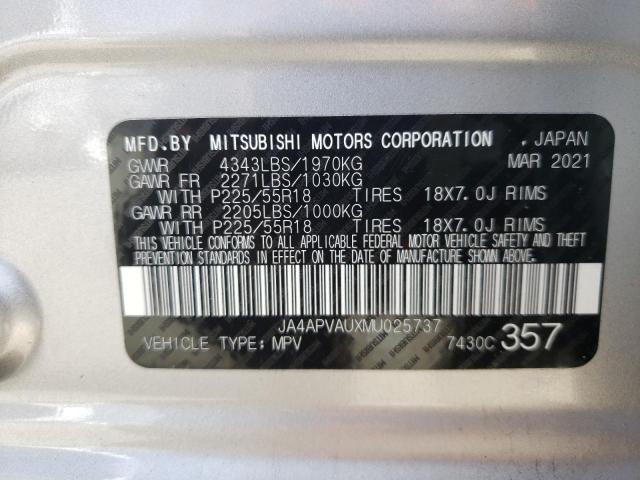 MFD.BY MITSUBISHI MOTORS CORPORATION , JAPAN
GVWR 4343LBS/1970KG MAR 2021
GAWR FR 2271LBS/1030KG
WITH P225/55R18 TIRES 18X7.0J RIMS
GAWR RR 2205LBS/1000KG
WITH P225/55R18 TIRES 18X7.0J RIMS
THIS VEHICLE CONFORMS TO ALL APPLICABLE FEDERAL MOTOR VEHICLE SAFETY AND THEFT
PREVENTION STANDARDS IN EFFECT ON THE DATE OF MANUFACTURE SHOWN ABOVE.
JA4APVAUXMU025737
VEHICLE TYPE: MPV 7430C 357